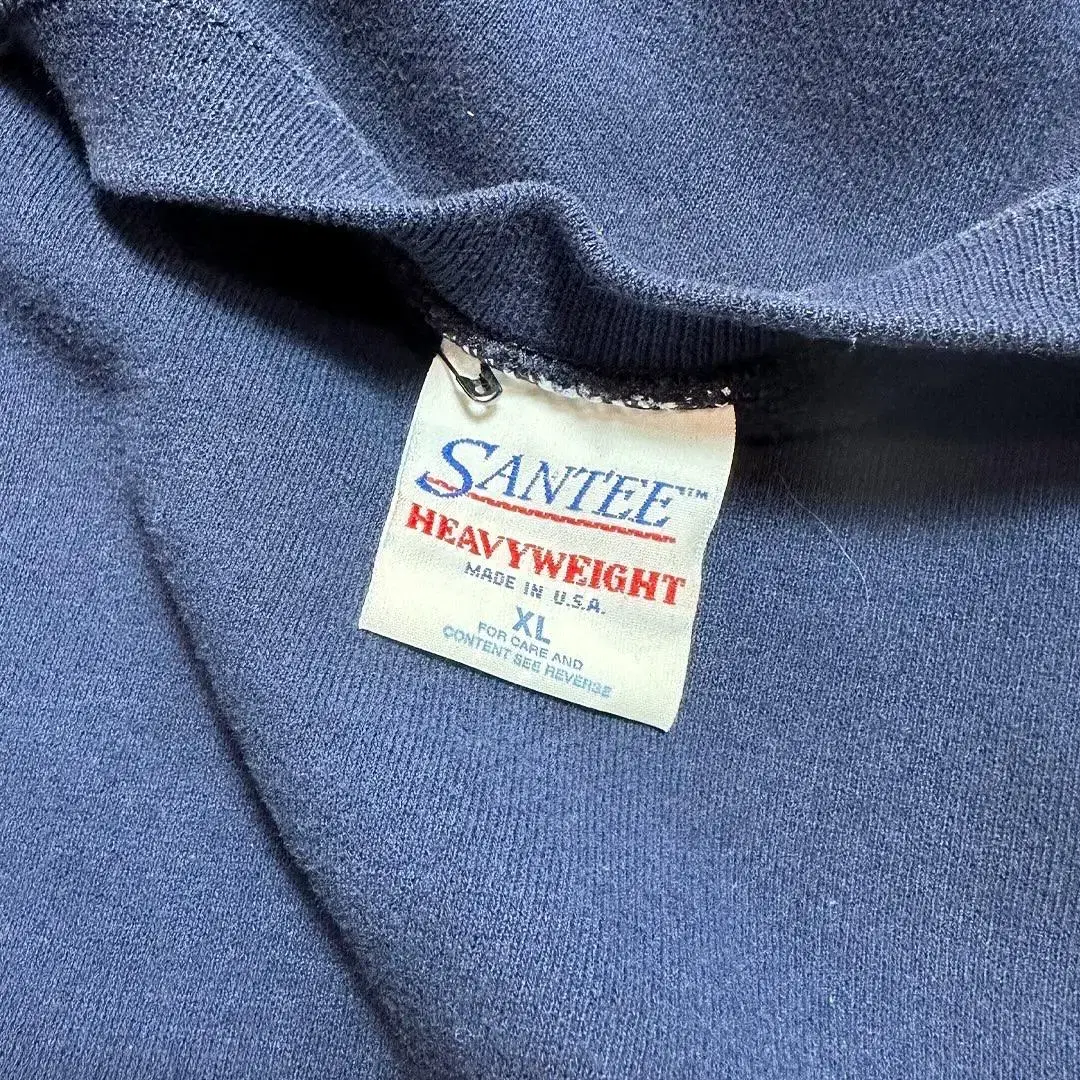 SANTEE™
HEAVYWEIGHT
MADE IN U.S.A.
XL
FOR CARE AND
CONTENT SEE REVERSE